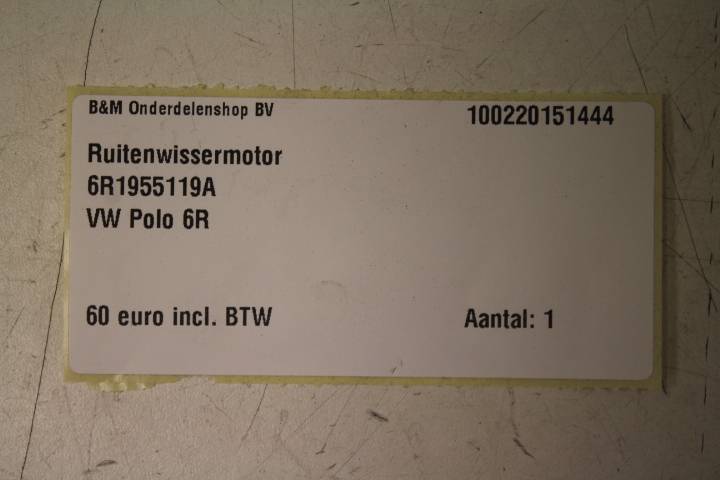 B&M Onderdelenshop BV 100220151444
Ruitenwissermotor
6R1955119A
VW Polo 6R
60 euro incl. BTW Aantal: 1